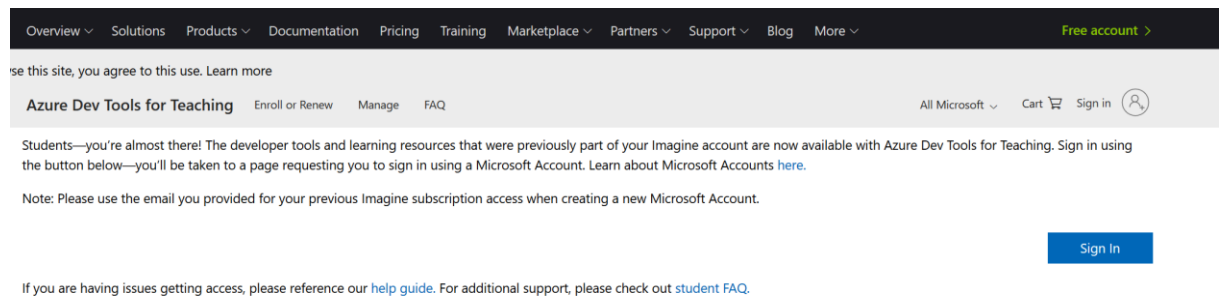 Overview Solutions Products Documentation Pricing Training Marketplace Partners Support Blog More Free account >
se this site, you agree to this use. Learn more
Azure Dev Tools for Teaching Enroll or Renew Manage FAQ All Microsoft Cart Sign in
Students—you're almost there! The developer tools and learning resources that were previously part of your Imagine account are now available with Azure Dev Tools for Teaching. Sign in using
the button below—you'll be taken to a page requesting you to sign in using a Microsoft Account. Learn about Microsoft Accounts here.
Note: Please use the email you provided for your previous Imagine subscription access when creating a new Microsoft Account.
Sign In
If you are having issues getting access, please reference our help guide. For additional support, please check out student FAQ.